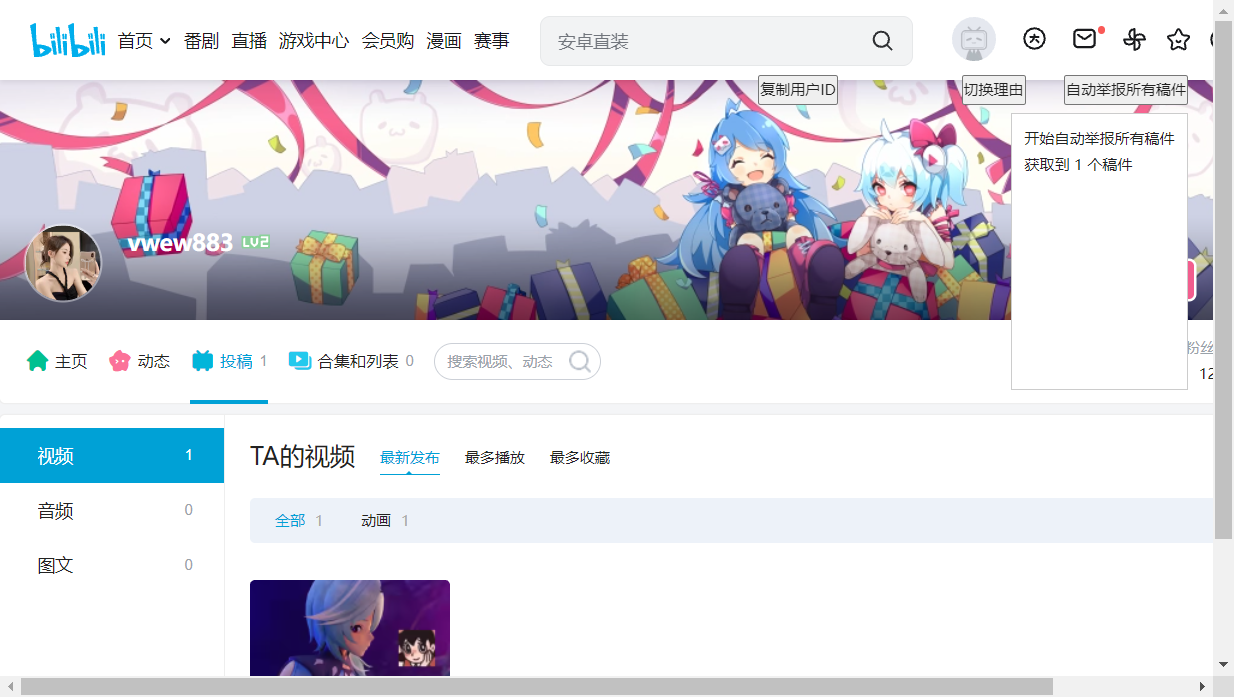 bilibili 首页 番剧 直播 游戏中心 会员购 漫画 赛事 安卓直装
复制用户ID 切换理由 自动举报所有稿件
开始自动举报所有稿件
获取到 1 个稿件
vwew883 LV2
主页 动态 投稿 1 合集和列表 0 搜索视频、动态 粉丝
12
视频 1
音频 0
图文 0
TA的视频 最新发布 最多播放 最多收藏
全部 1 动画 1